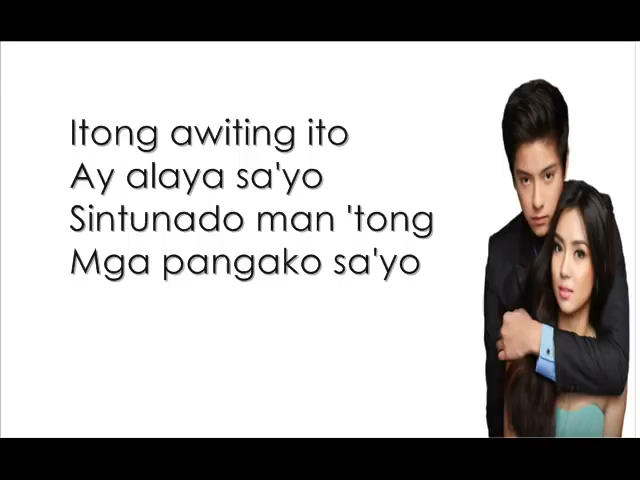 Itong awiting ito
Ay alaya sa'yo
Sintunado man 'tong
Mga pangako sa'yo